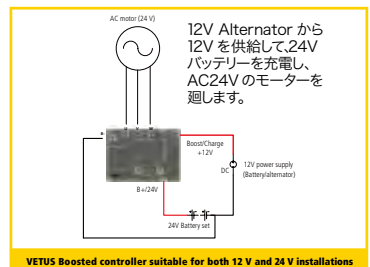 AC motor (24 V)
12V Alternator から
12V を供給して､24V
バッテリーを充電し、
AC24V のモーターを
廻します。
Boost/Charge
+12V
DC
12V power supply
(Battery/alternator)
B+/24V
24V Battery set
VETUS Boosted controller suitable for both 12 V and 24 V installations